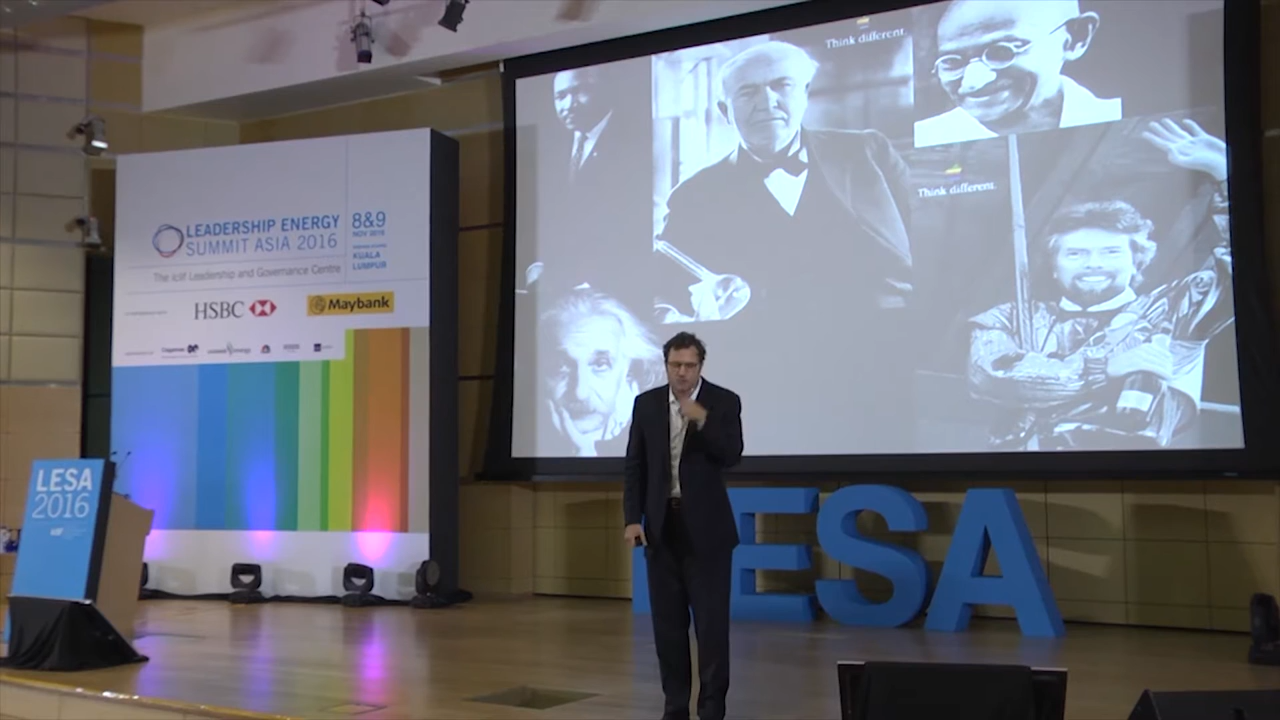 Think different.
Think different.
LEADERSHIP ENERGY
SUMMIT ASIA 2016
8&9
NOV 2016
KUALA
LUMPUR
The Iclif Leadership and Governance Centre
HSBC
Maybank
LESA
2016
ESA